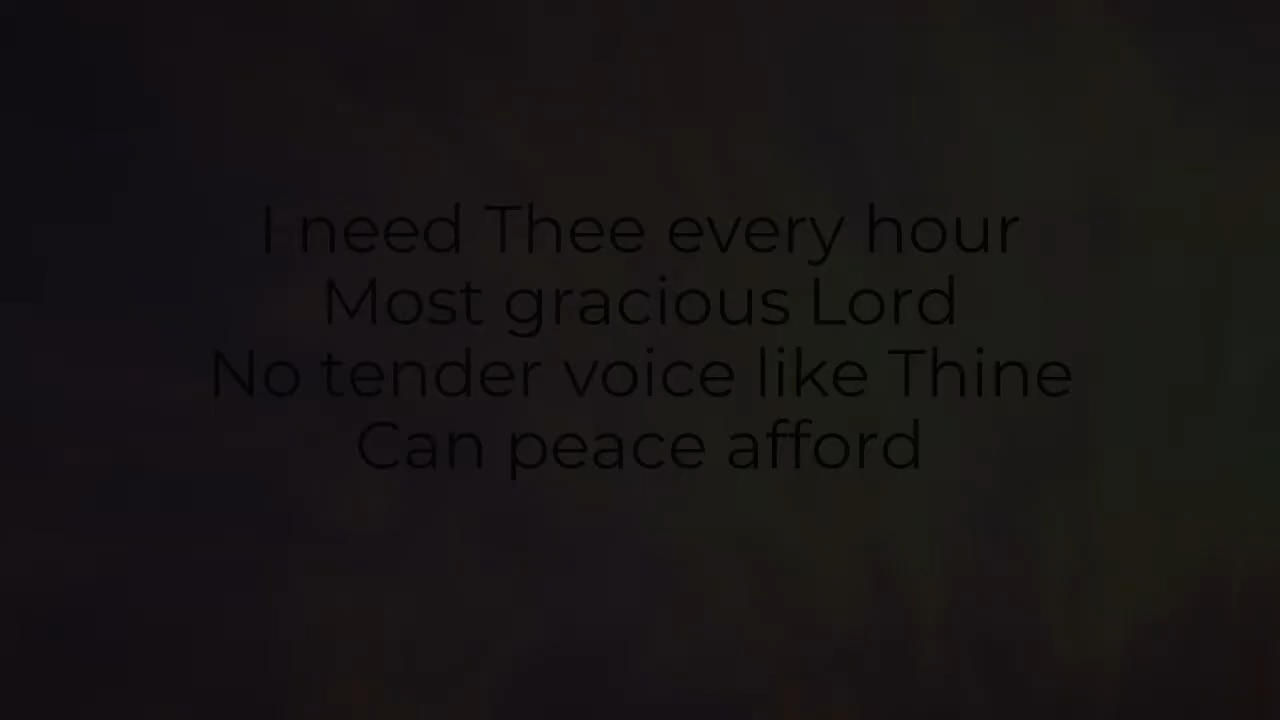 I need Thee every hour
Most gracious Lord
No tender voice like Thine
Can peace afford